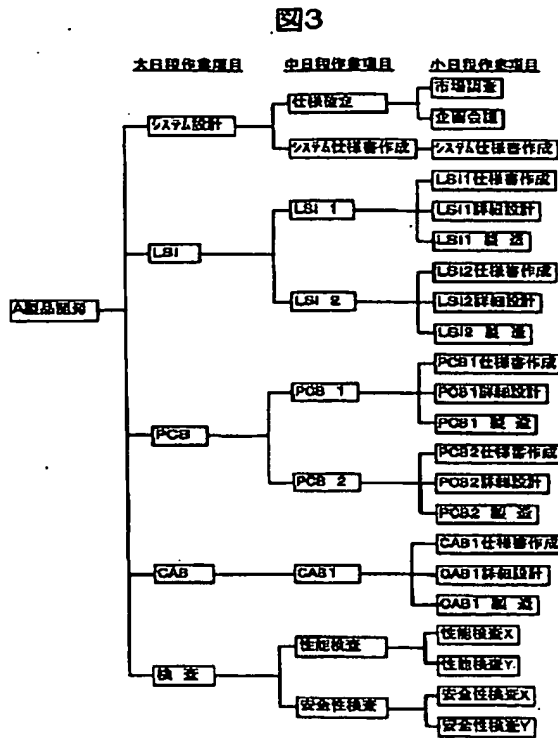 図3
大日程作業項目 中日程作業項目 小日程作業項目
A製品開発
システム設計
仕様確立
市場調査
企画会議
システム仕様書作成
システム仕様書作成
LSI
LSI 1
LSI1仕様書作成
LSI1詳細設計
LSI1 製 造
LSI 2
LSI2仕様書作成
LSI2詳細設計
LSI2 製 造
PCB
PCB 1
PCB1仕様書作成
PCB1詳細設計
PCB1 製 造
PCB 2
PCB2仕様書作成
PCB2詳細設計
PCB2 製 造
CAB
CAB1
CAB1仕様書作成
CAB1詳細設計
CAB1 製 造
検 査
性能検査
性能検査X
性能検査Y
安全性検査
安全性検査X
安全性検査Y